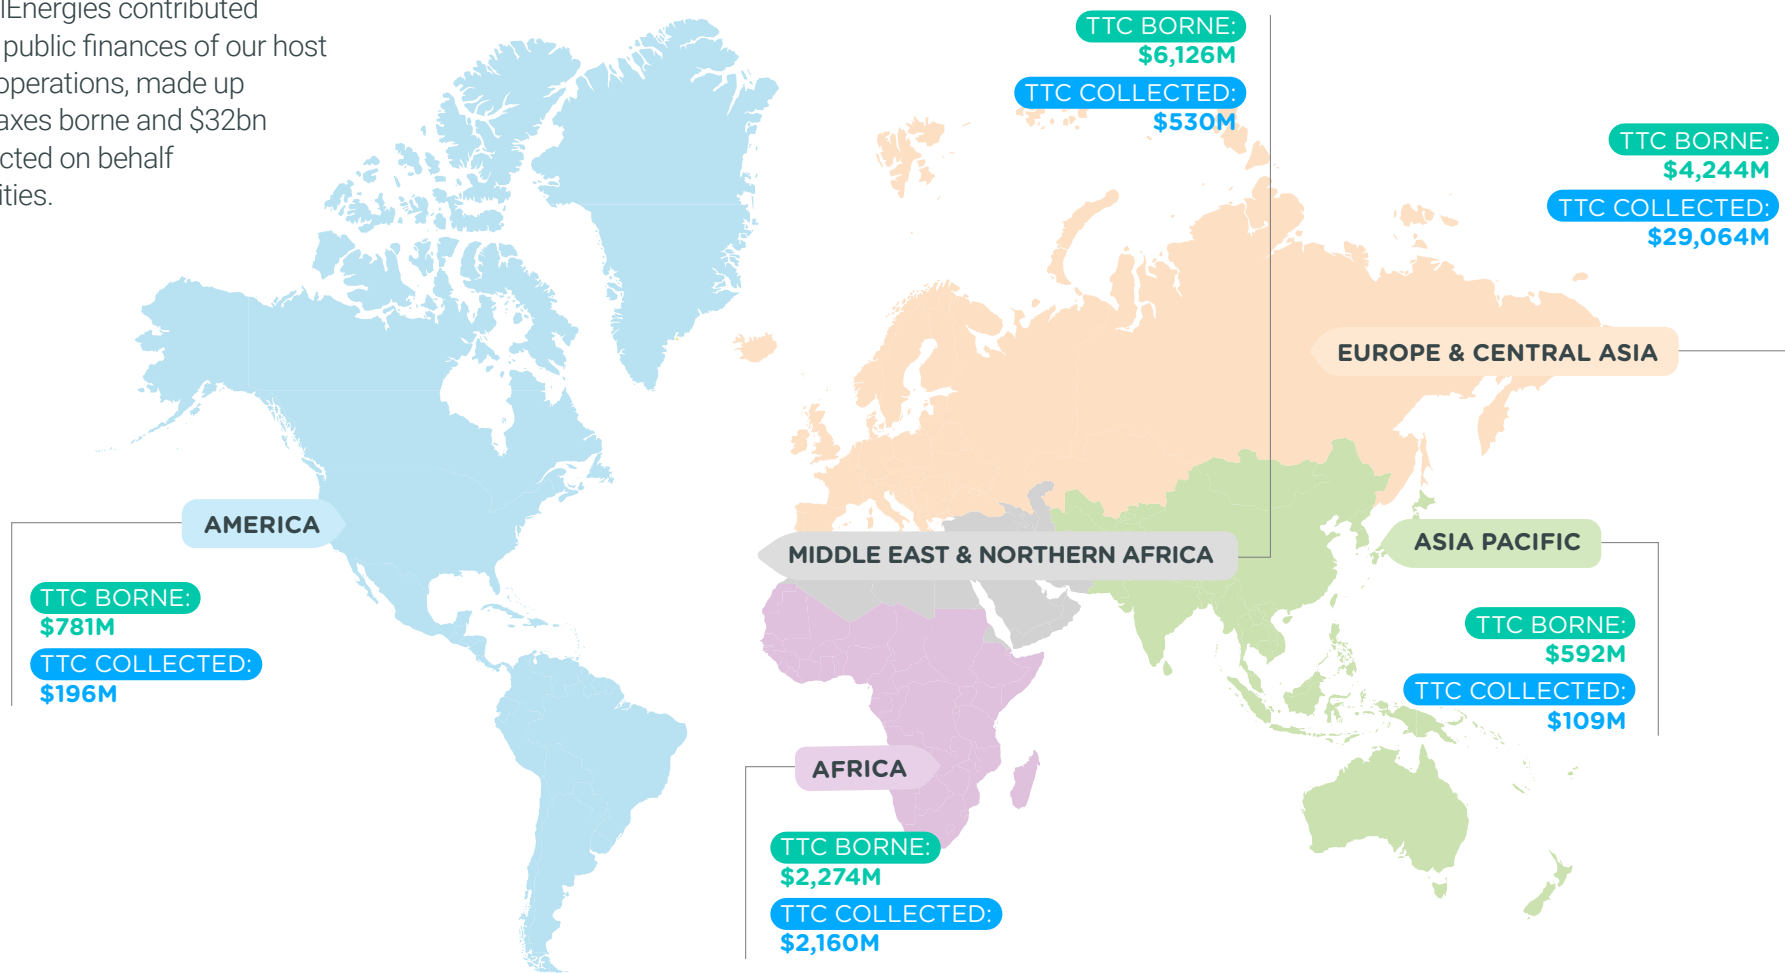 lEnergies contributed
public finances of our host
operations, made up
axes borne and $32bn
cted on behalf
ities.
TTC BORNE:
$6,126M
TTC COLLECTED:
$530M
TTC BORNE:
$4,244M
TTC COLLECTED:
$29,064M
EUROPE & CENTRAL ASIA
AMERICA
TTC BORNE:
$781M
TTC COLLECTED:
$196M
MIDDLE EAST & NORTHERN AFRICA
ASIA PACIFIC
TTC BORNE:
$592M
TTC COLLECTED:
$109M
AFRICA
TTC BORNE:
$2,274M
TTC COLLECTED:
$2,160M